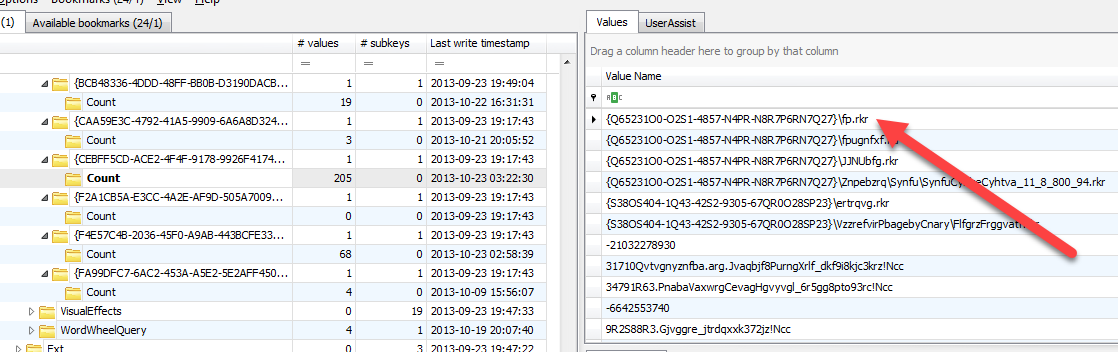 Options Bookmarks (24/1) View Help
(1) Available bookmarks (24/1)
# values # subkeys Last write timestamp
= = =
{BCB48336-4DDD-48FF-BB0B-D3190DACB... 1 1 2013-09-23 19:49:04
Count 19 0 2013-10-22 16:31:31
{CAA59E3C-4792-41A5-9909-6A6A8D324... 1 1 2013-09-23 19:17:43
Count 3 0 2013-10-21 20:05:52
{CEBFF5CD-ACE2-4F4F-9178-9926F4174... 1 1 2013-09-23 19:17:43
Count 205 0 2013-10-23 03:22:30
{F2A1CB5A-E3CC-4A2E-AF9D-505A7009... 1 1 2013-09-23 19:17:43
Count 0 0 2013-09-23 19:17:43
{F4E57C4B-2036-45F0-A9AB-443BCFE33... 1 1 2013-09-23 19:17:43
Count 68 0 2013-10-23 02:58:39
{FA99DFC7-6AC2-453A-A5E2-5E2AFF450... 1 1 2013-09-23 19:17:43
Count 4 0 2013-10-09 15:56:07
VisualEffects 1 19 2013-09-23 19:47:33
WordWheelQuery 4 1 2013-10-19 20:07:40
Ext 0 3 2013-09-23 19:47:22
Values UserAssist
Drag a column header here to group by that column
Value Name
{Q65231O0-O2S1-4857-N4PR-N8R7P6RN7Q27}\fp.rkr
{Q65231O0-O2S1-4857-N4PR-N8R7P6RN7Q27}\fpugnfxf
{Q65231O0-O2S1-4857-N4PR-N8R7P6RN7Q27}\JJNUbfg.rkr
{Q65231O0-O2S1-4857-N4PR-N8R7P6RN7Q27}\Znpebzrq\Synfu\SynfuCyhtva_11_8_800_94.rkr
{S38OS404-1Q43-42S2-9305-67QR0O28SP23}\ertrqvg.rkr
{S38OS404-1Q43-42S2-9305-67QR0O28SP23}\VzzrefvirPbagebyCnary\FlfgrzFrggvat
-21032278930
31710Qvtvgnyznfba.arg.Jvaqbjf8PurngXrlf_dkf9i8kjc3krz!Ncc
34791R63.PnabaVaxwrgCevagHgvyvgl_6r5gg8pto93rc!Ncc
-6642553740
9R2S88R3.Gjvggre_jtrdqxxk372jz!Ncc